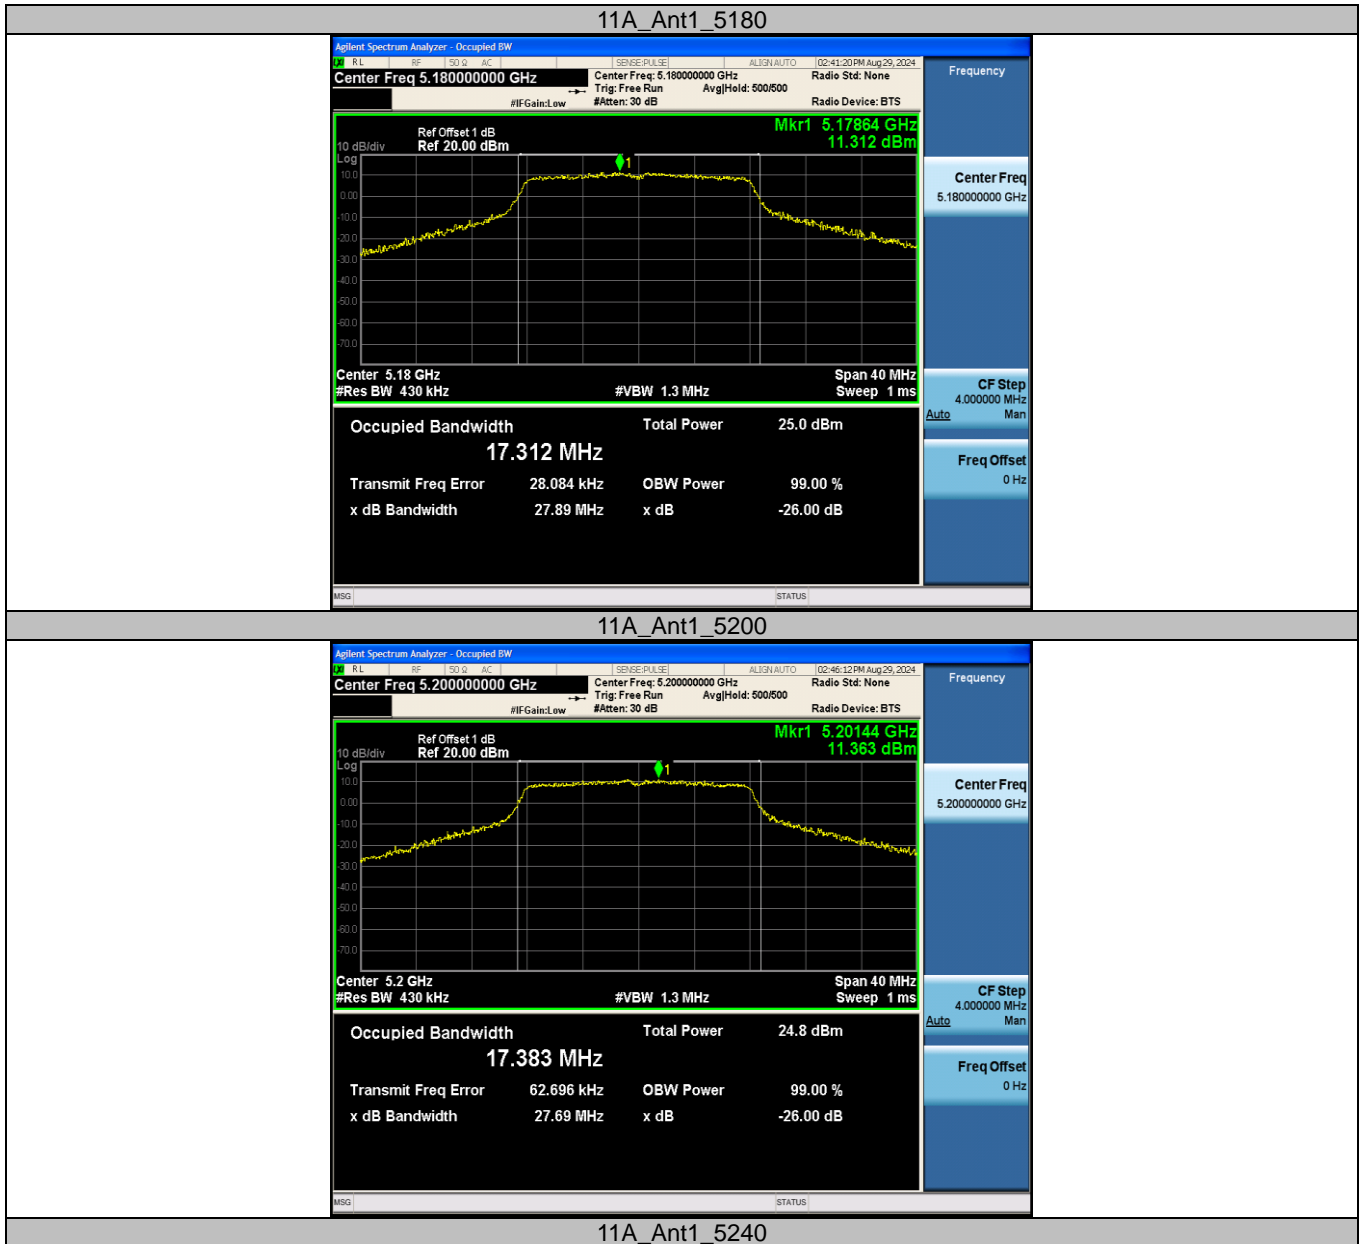 11A_Ant1_5180
Agilent Spectrum Analyzer - Occupied BW
LXI RL RF 50 Ω AC SENSE:PULSE ALIGN AUTO 02:41:20 PM Aug 29, 2024
Center Freq 5.180000000 GHz Center Freq: 5.180000000 GHz Radio Std: None Frequency
Trig: Free Run Avg|Hold: 500/500
#IFGain:Low #Atten: 30 dB Radio Device: BTS
Mkr1 5.17864 GHz
Ref Offset 1 dB
10 dB/div Ref 20.00 dBm 11.312 dBm
Log
1
10.0
0.00
-10.0
-20.0
-30.0
-40.0
-50.0
-60.0
-70.0
Center Freq
5.180000000 GHz
Center 5.18 GHz Span 40 MHz
#Res BW 430 kHz #VBW 1.3 MHz Sweep 1 ms
CF Step
4.000000 MHz
Auto Man
Occupied Bandwidth Total Power 25.0 dBm
17.312 MHz
Freq Offset
0 Hz
Transmit Freq Error 28.084 kHz OBW Power 99.00 %
x dB Bandwidth 27.89 MHz x dB -26.00 dB
MSG STATUS
11A_Ant1_5200
Agilent Spectrum Analyzer - Occupied BW
LXI RL RF 50 Ω AC SENSE:PULSE ALIGN AUTO 02:46:12 PM Aug 29, 2024
Center Freq 5.200000000 GHz Center Freq: 5.200000000 GHz Radio Std: None Frequency
Trig: Free Run Avg|Hold: 500/500
#IFGain:Low #Atten: 30 dB Radio Device: BTS
Mkr1 5.20144 GHz
Ref Offset 1 dB
10 dB/div Ref 20.00 dBm 11.363 dBm
Log
1
10.0
0.00
-10.0
-20.0
-30.0
-40.0
-50.0
-60.0
-70.0
Center Freq
5.200000000 GHz
Center 5.2 GHz Span 40 MHz
#Res BW 430 kHz #VBW 1.3 MHz Sweep 1 ms
CF Step
4.000000 MHz
Auto Man
Occupied Bandwidth Total Power 24.8 dBm
17.383 MHz
Freq Offset
0 Hz
Transmit Freq Error 62.696 kHz OBW Power 99.00 %
x dB Bandwidth 27.69 MHz x dB -26.00 dB
MSG STATUS
11A_Ant1_5240